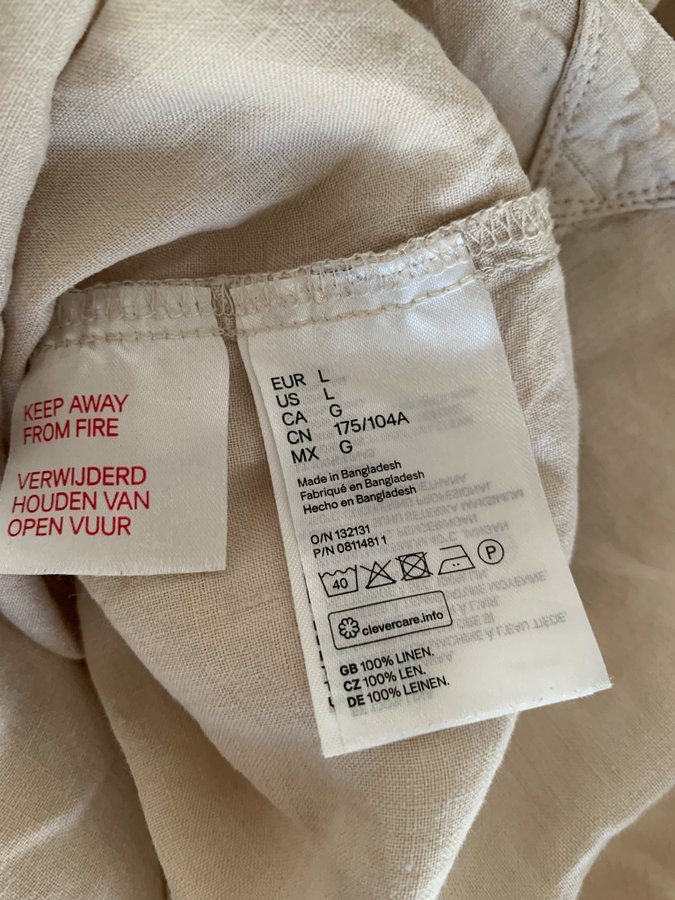 KEEP AWAY
FROM FIRE
VERWIJDERD
HOUDEN VAN
OPEN VUUR
EUR L
US L
CA G
CN 175/104A
MX G
Made in Bangladesh
Fabriqué en Bangladesh
Hecho en Bangladesh
O/N 132131
P/N 0811481 1
40
P
clevercare.info
GB 100% LINEN.
CZ 100% LEN.
DE 100% LEINEN.